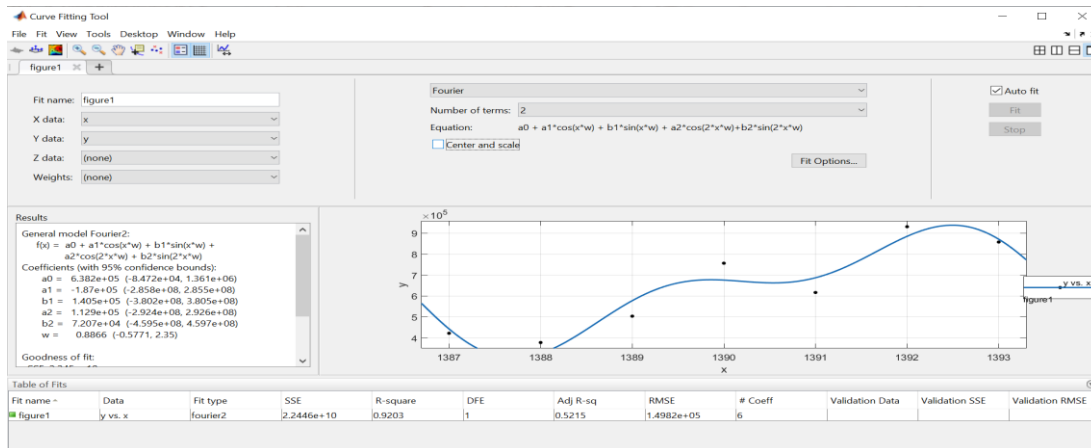 Curve Fitting Tool
File Fit View Tools Desktop Window Help
figure1
Fit name: figure1
X data: x
Y data: y
Z data: (none)
Weights: (none)
Fourier
Number of terms: 2
Equation: a0 + a1*cos(x*w) + b1*sin(x*w) + a2*cos(2*x*w)+b2*sin(2*x*w)
Center and scale
Fit Options...
Auto fit
Fit
Stop
Results
General model Fourier2:
f(x) = a0 + a1*cos(x*w) + b1*sin(x*w) +
a2*cos(2*x*w) + b2*sin(2*x*w)
Coefficients (with 95% confidence bounds):
a0 = 6.382e+05 (-8.472e+04, 1.361e+06)
a1 = -1.87e+05 (-2.858e+08, 2.855e+08)
b1 = 1.405e+05 (-3.802e+08, 3.805e+08)
a2 = 1.129e+05 (-2.924e+08, 2.926e+08)
b2 = 7.207e+04 (-4.595e+08, 4.597e+08)
w = 0.8866 (-0.5771, 2.35)
Goodness of fit:
×10^5
9
8
7
6
5
4
y
1387 1388 1389 1390 1391 1392 1393
x
y vs. x
figure1
Table of Fits
Fit name Data Fit type SSE R-square DFE Adj R-sq RMSE # Coeff Validation Data Validation SSE Validation RMSE
figure1 y vs. x fourier2 2.2446e+10 0.9203 1 0.5215 1.4982e+05 6